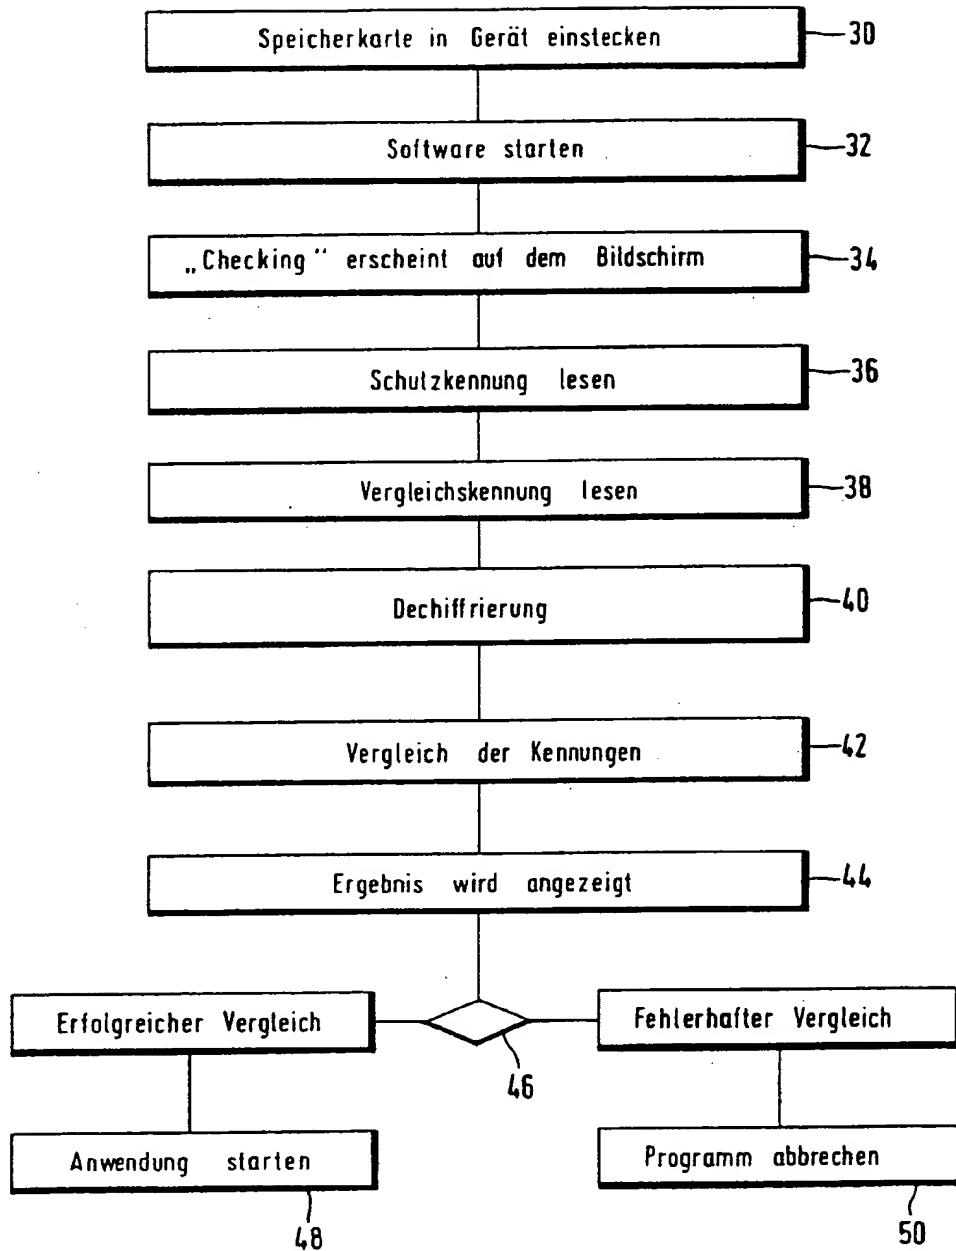 Speicherkarte in Gerät einstecken 30
Software starten 32
„Checking“ erscheint auf dem Bildschirm 34
Schutzkennung lesen 36
Vergleichskennung lesen 38
Dechiffrierung 40
Vergleich der Kennungen 42
Ergebnis wird angezeigt 44
Erfolgreicher Vergleich
Fehlerhafter Vergleich
46
Anwendung starten
Programm abbrechen
48
50